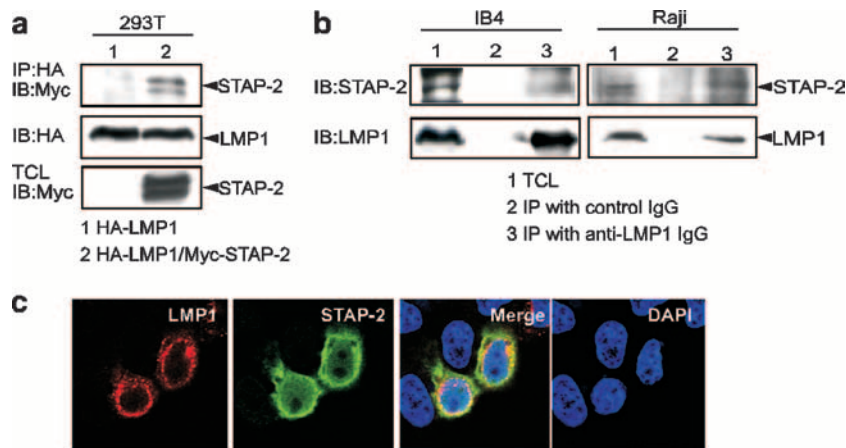 a
293T
1 2
IP:HA
IB:Myc
STAP-2
IB:HA
LMP1
TCL
IB:Myc
STAP-2
1 HA-LMP1
2 HA-LMP1/Myc-STAP-2
b
IB4 Raji
1 2 3 1 2 3
IB:STAP-2
STAP-2
IB:LMP1
LMP1
1 TCL
2 IP with control IgG
3 IP with anti-LMP1 IgG
c
LMP1 STAP-2 Merge DAPI